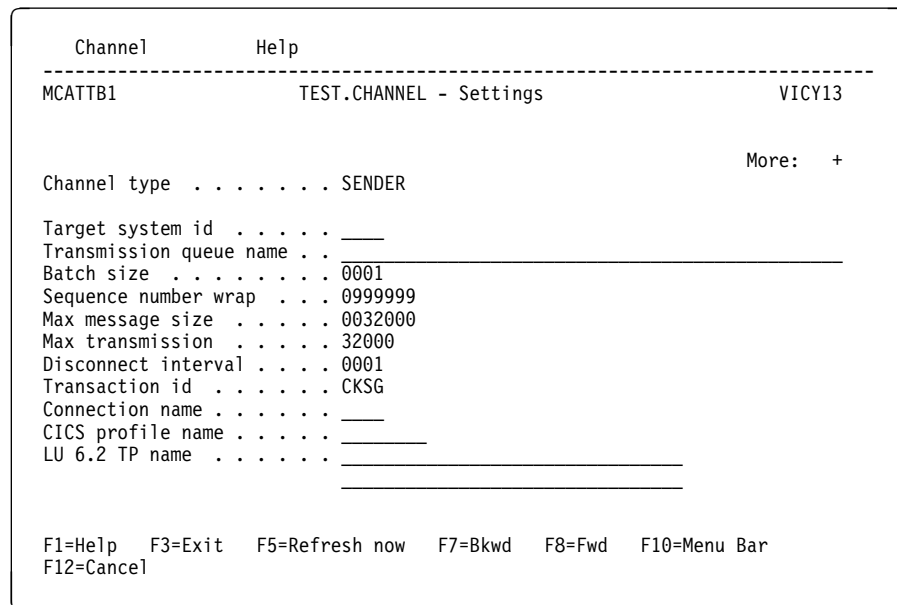 Channel Help
------------------------------------------------------------------------------
MCATTB1 TEST.CHANNEL - Settings VICY13
More: +
Channel type . . . . . . . SENDER
Target system id . . . . . ____
Transmission queue name . . _______________________________________________
Batch size . . . . . . . . 0001
Sequence number wrap . . . 0999999
Max message size . . . . . 0032000
Max transmission . . . . . 32000
Disconnect interval . . . . 0001
Transaction id . . . . . . CKSG
Connection name . . . . . . ____
CICS profile name . . . . . ________
LU 6.2 TP name . . . . . . ________________________________
________________________________
F1=Help F3=Exit F5=Refresh now F7=Bkwd F8=Fwd F10=Menu Bar
F12=Cancel